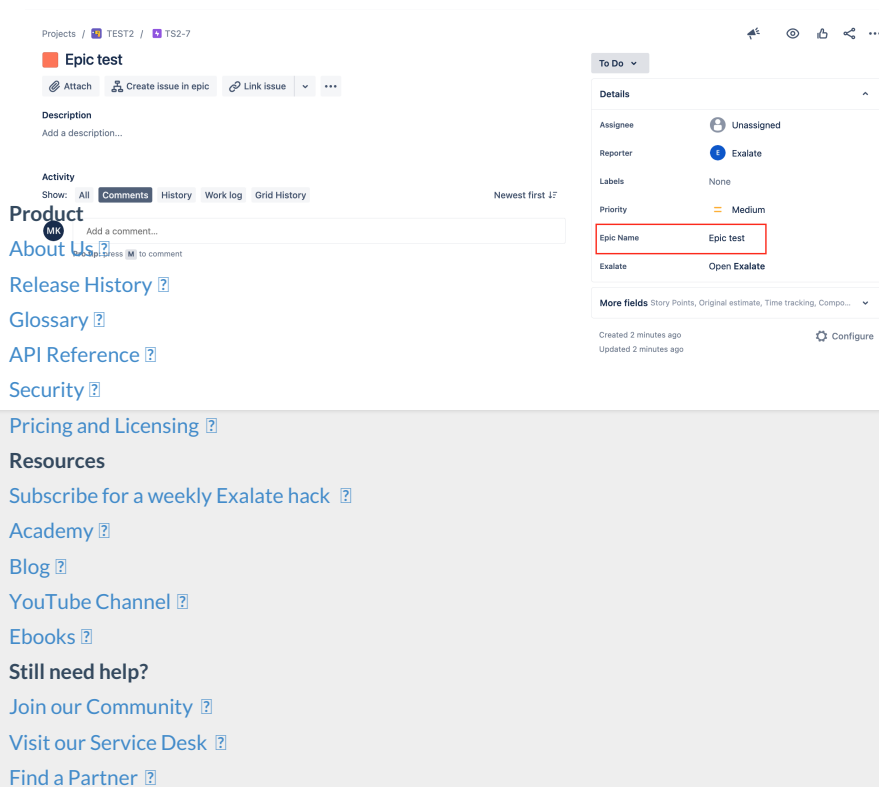 Projects / TEST2 / TS2-7
Epic test
Attach Create issue in epic Link issue
Description
Add a description...
Activity
Show: All Comments History Work log Grid History Newest first
MK Add a comment...
Pro tip: press M to comment
To Do
Details
Assignee Unassigned
Reporter E Exalate
Labels None
Priority Medium
Epic Name Epic test
Exalate Open Exalate
More fields Story Points, Original estimate, Time tracking, Compo...
Created 2 minutes ago
Updated 2 minutes ago
Configure
Product
About Us
Release History
Glossary
API Reference
Security
Pricing and Licensing
Resources
Subscribe for a weekly Exalate hack
Academy
Blog
YouTube Channel
Ebooks
Still need help?
Join our Community
Visit our Service Desk
Find a Partner